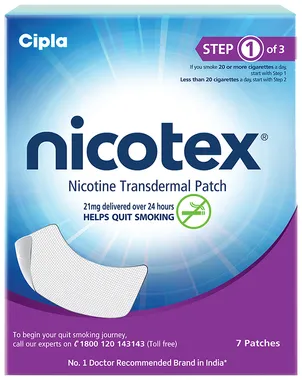 Cipla
STEP 1 of 3
If you smoke 20 or more cigarettes a day,
start with Step 1
Less than 20 cigarettes a day, start with Step 2
nicotex®
Nicotine Transdermal Patch
21mg delivered over 24 hours
HELPS QUIT SMOKING
To begin your quit smoking journey,
call our experts on 1800 120 143143 (Toll free)
7 Patches
No. 1 Doctor Recommended Brand in India*